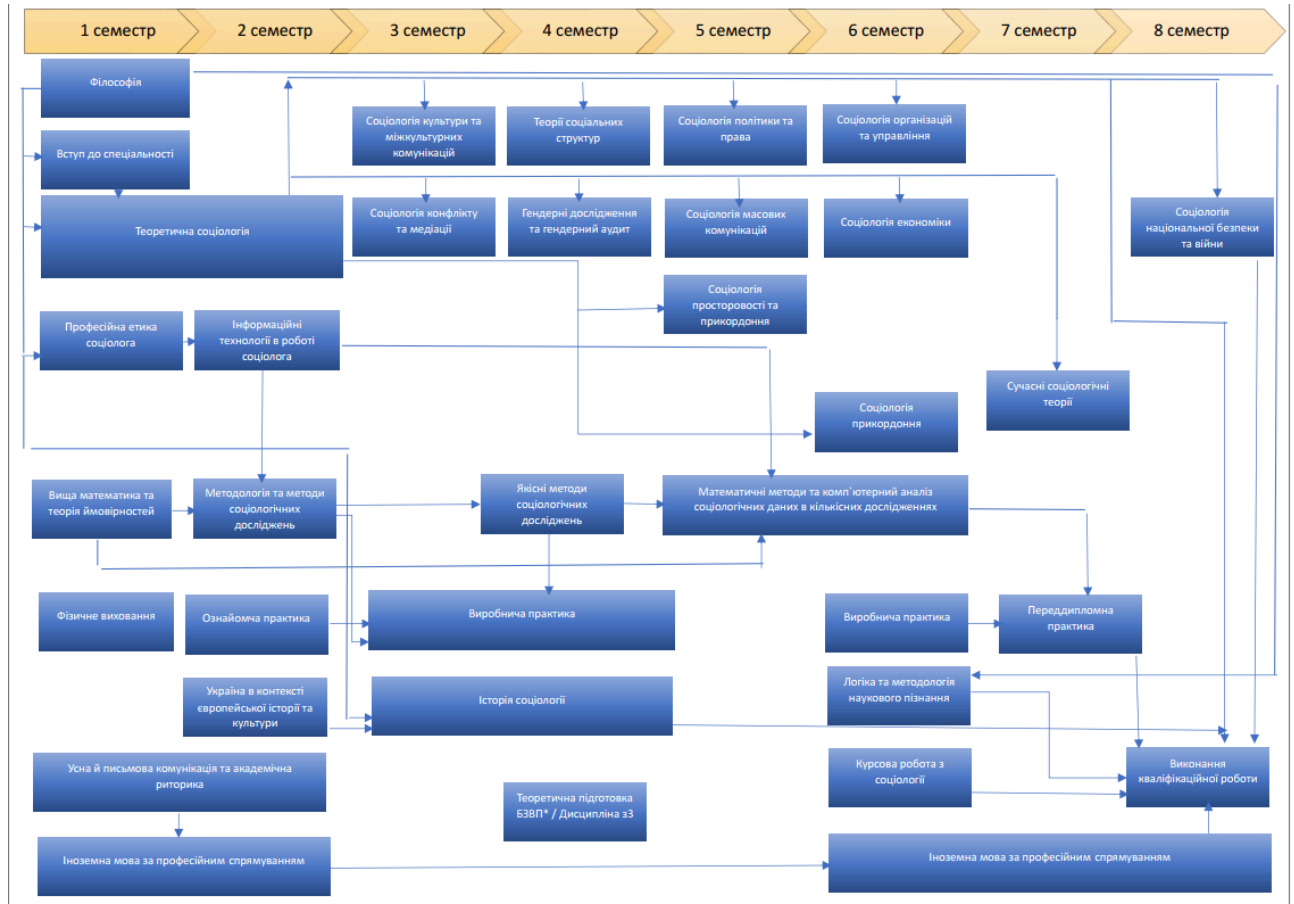 1 семестр
2 семестр
3 семестр
4 семестр
5 семестр
6 семестр
7 семестр
8 семестр
Філософія
Соціологія культури та
міжкультурних
комунікацій
Теорії соціальних
структур
Соціологія політики та
права
Соціологія організацій
та управління
Вступ до спеціальності
Теоретична соціологія
Соціологія конфлікту
та медіації
Гендерні дослідження
та гендерний аудит
Соціологія масових
комунікацій
Соціологія економіки
Соціологія
національної безпеки
та війни
Соціологія
просторовості та
прикордоння
Професійна етика
соціолога
Інформаційні
технології в роботі
соціолога
Сучасні соціологічні
теорії
Соціологія
прикордоння
Вища математика та
теорія ймовірностей
Методологія та методи
соціологічних
досліджень
Якісні методи
соціологічних
досліджень
Математичні методи та комп`ютерний аналіз
соціологічних даних в кількісних дослідженнях
Фізичне виховання
Ознайомча практика
Виробнича практика
Виробнича практика
Переддипломна
практика
Україна в контексті
європейської історії та
культури
Історія соціології
Логіка та методологія
наукового пізнання
Усна й письмова комунікація та академічна
риторика
Теоретична підготовка
БЗВП* / Дисципліна з3
Курсова робота з
соціології
Виконання
кваліфікаційної роботи
Іноземна мова за професійним спрямуванням
Іноземна мова за професійним спрямуванням